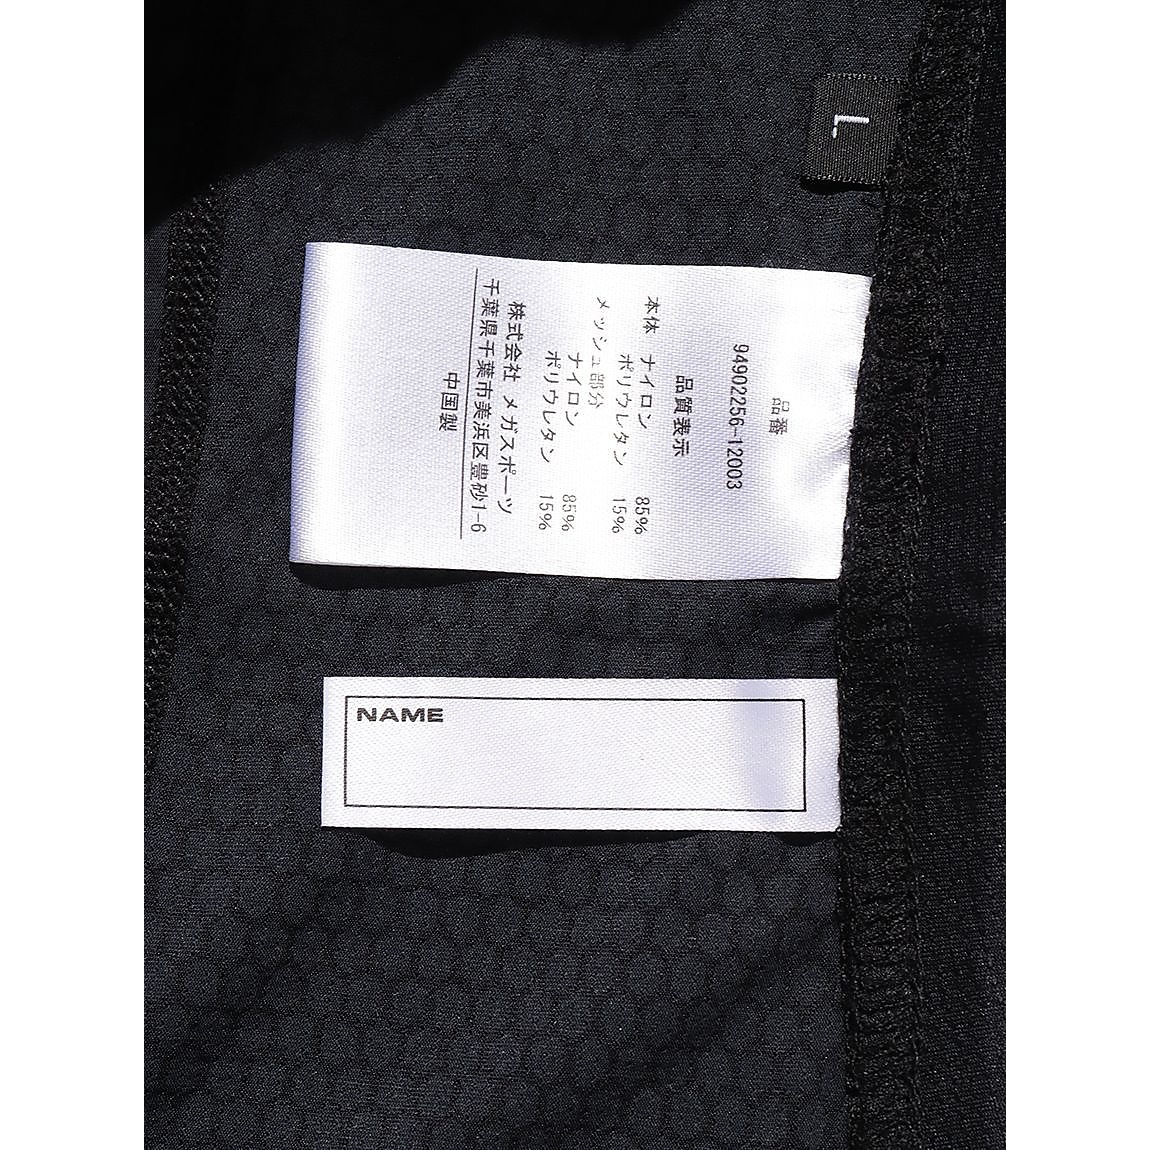 L
品番
94902256-12003
品質表示
本体 ナイロン 85%
ポリウレタン 15%
メッシュ部分
ナイロン 85%
ポリウレタン 15%
株式会社 メガスポーツ
千葉県千葉市美浜区豊砂1-6
中国製
NAME